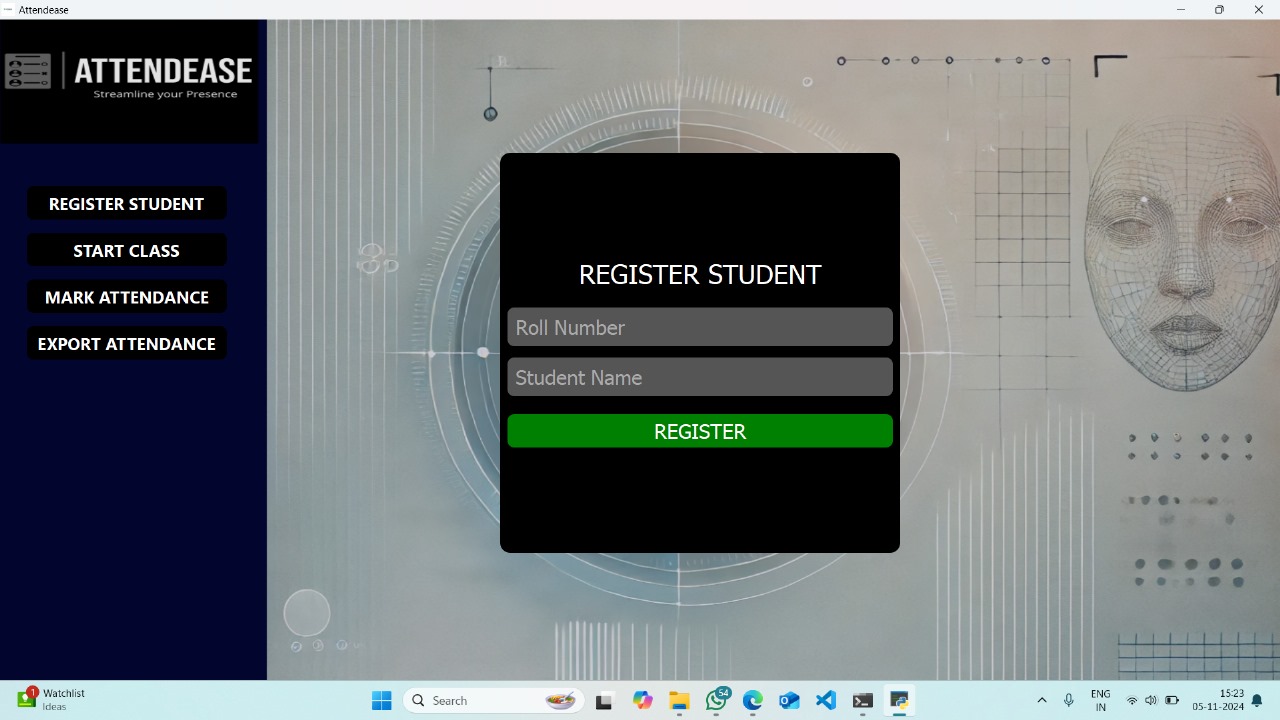 Attendease
ATTENDEASE
Streamline your Presence
REGISTER STUDENT
START CLASS
MARK ATTENDANCE
EXPORT ATTENDANCE
REGISTER STUDENT
Roll Number
Student Name
REGISTER
1
Watchlist
Ideas
Search
54
ENG
IN
15:23
05-11-2024